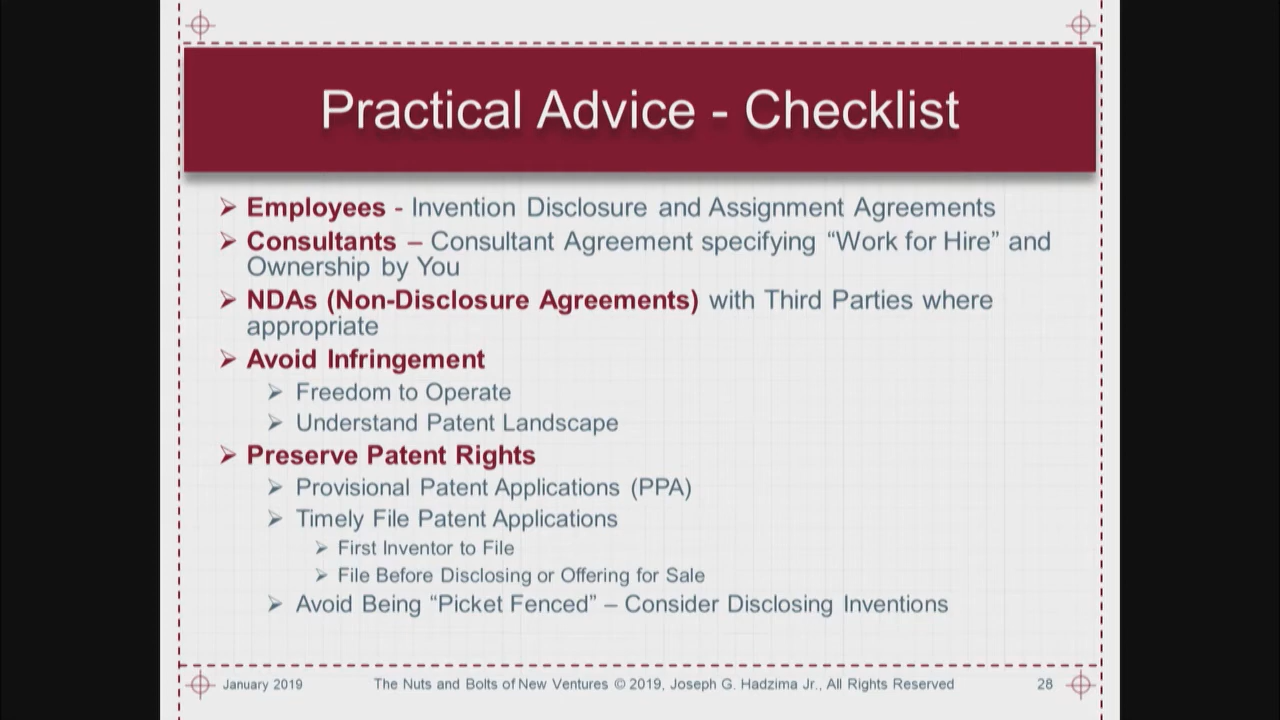 Practical Advice - Checklist
Employees - Invention Disclosure and Assignment Agreements
Consultants – Consultant Agreement specifying “Work for Hire” and
Ownership by You
NDAs (Non-Disclosure Agreements) with Third Parties where
appropriate
Avoid Infringement
Freedom to Operate
Understand Patent Landscape
Preserve Patent Rights
Provisional Patent Applications (PPA)
Timely File Patent Applications
First Inventor to File
File Before Disclosing or Offering for Sale
Avoid Being “Picket Fenced” – Consider Disclosing Inventions
January 2019 The Nuts and Bolts of New Ventures © 2019, Joseph G. Hadzima Jr., All Rights Reserved 28